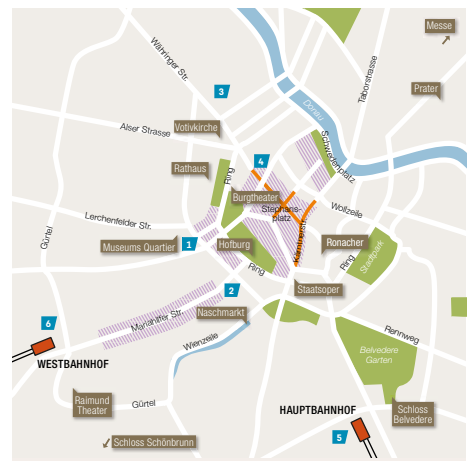 Messe
Währinger Str.
Taborstrasse
Prater
3
Donau
Alser Strasse
Votivkirche
Schwedenplatz
4
Rathaus
Ring
Burgtheater
Stephans-
platz
Wollzeile
Lerchenfelder Str.
Gürtel
Museums Quartier
1
Hofburg
Kärntnerstr.
Ronacher
Ring
Stadtpark
Ring
Staatsoper
2
Mariahilfer Str.
Naschmarkt
6
WESTBAHNHOF
Wienzeile
Rennweg
Belvedere
Garten
Raimund
Theater
Gürtel
HAUPTBAHNHOF
Schloss
Belvedere
Schloss Schönbrunn
5